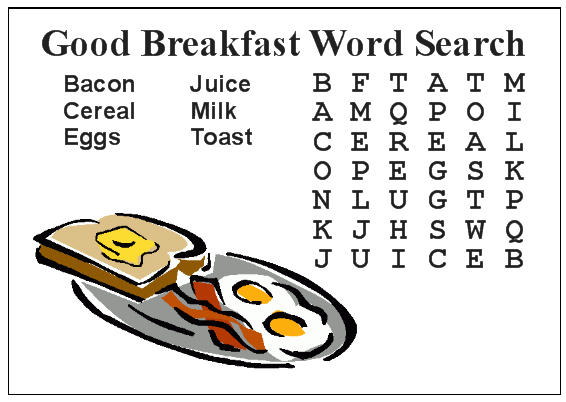 Good Breakfast Word Search
Bacon Juice
Cereal Milk
Eggs Toast
B F T A T M
A M Q P O I
C E R E A L
O P E G S K
N L U G T P
K J H S W Q
J U I C E B